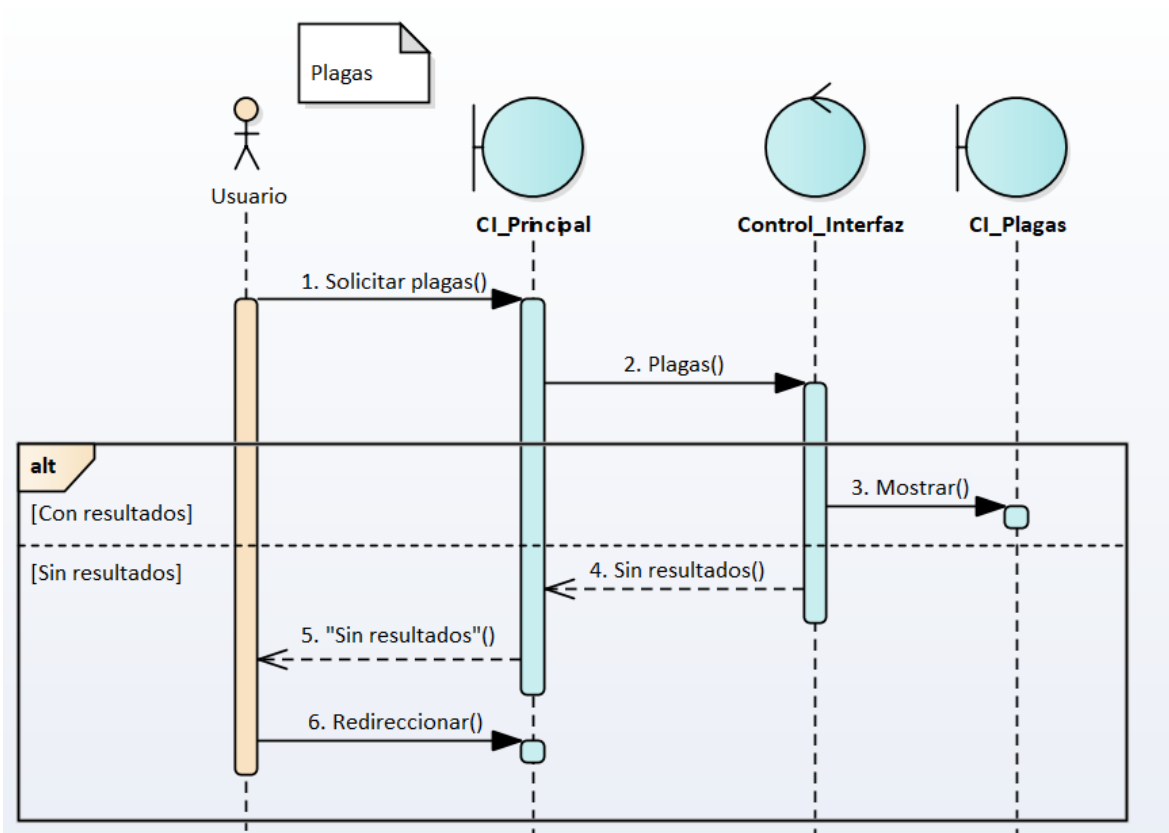 Plagas
Usuario
CI_Principal
Control_Interfaz
CI_Plagas
1. Solicitar plagas()
2. Plagas()
alt
3. Mostrar()
[Con resultados]
[Sin resultados]
4. Sin resultados()
5. "Sin resultados"()
6. Redireccionar()